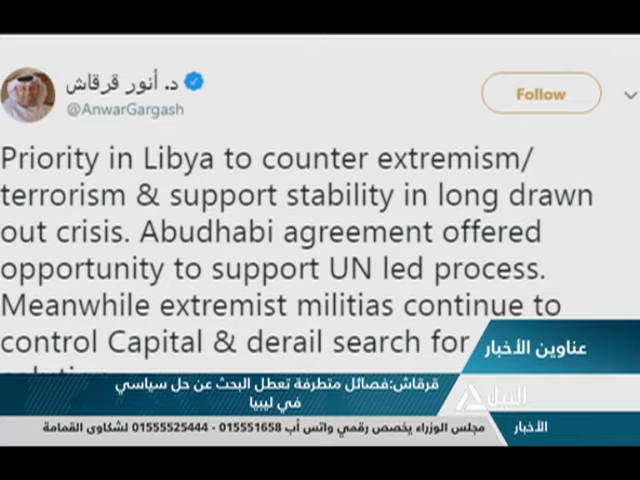 د. أنور قرقاش
@AnwarGargash
Follow
Priority in Libya to counter extremism/
terrorism & support stability in long drawn
out crisis. Abudhabi agreement offered
opportunity to support UN led process.
Meanwhile extremist militias continue to
control Capital & derail search for
عناوين الأخبار
قرقاش:فصائل متطرفة تعطل البحث عن حل سياسي
في ليبيا
النيل
الأخبار
مجلس الوزراء يخصص رقمي واتس أب 015551658 - 01555525444 لشكاوى القمامة